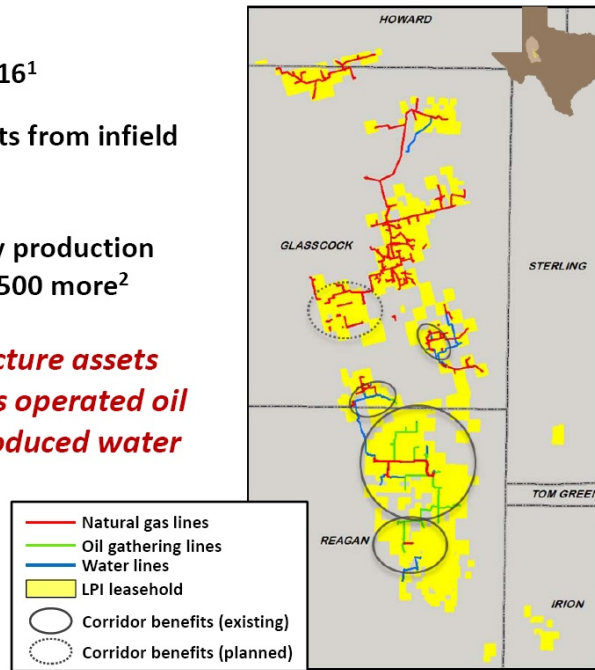 16¹
ts from infield
y production
500 more²
cture assets
s operated oil
oduced water
HOWARD
GLASSCOCK
STERLING
TOM GREEN
REAGAN
IRION
Natural gas lines
Oil gathering lines
Water lines
LPI leasehold
Corridor benefits (existing)
Corridor benefits (planned)